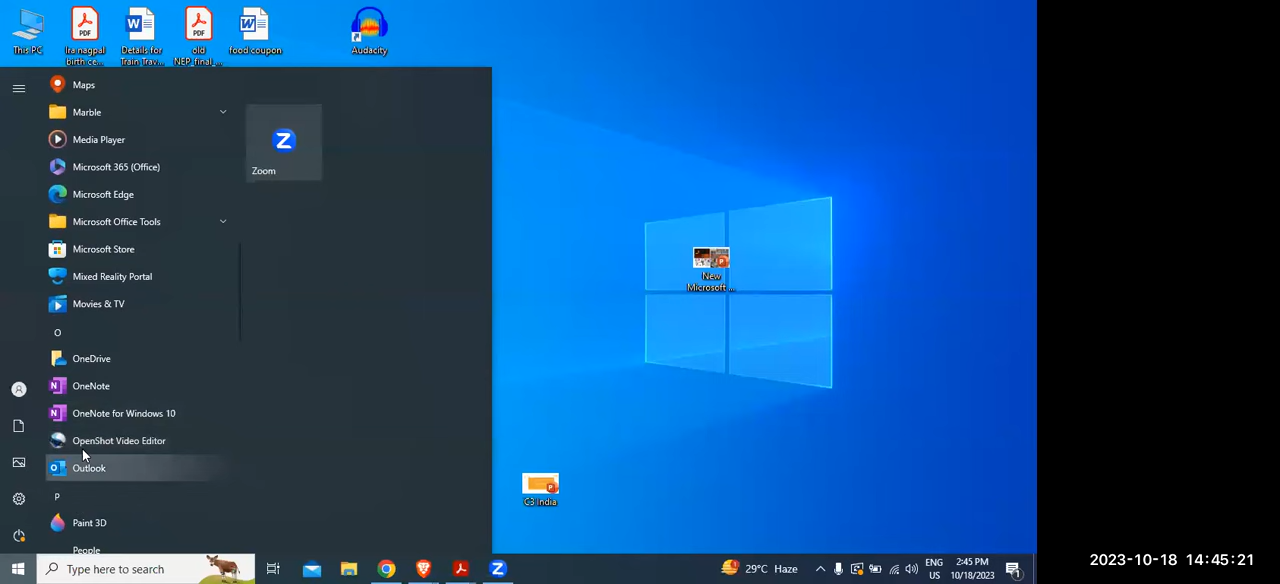 This PC
Ira nagpal
birth ce...
Details for
Train Trav...
old
NEP_final_...
food.coupon
Audacity
Maps
Marble
Media Player
Microsoft 365 (Office)
Microsoft Edge
Microsoft Office Tools
Microsoft Store
Mixed Reality Portal
Movies & TV
O
OneDrive
OneNote
OneNote for Windows 10
OpenShot Video Editor
Outlook
P
Paint 3D
People
Zoom
New
Microsoft ...
C3 India
Type here to search
29°C Haze
ENG
US
2:45 PM
10/18/2023
2023-10-18 14:45:21